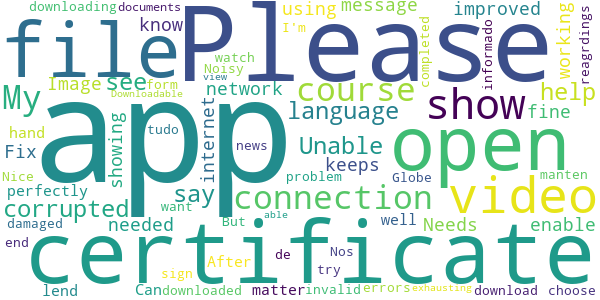 downloading documents using message improved
know I'm
file Please completed informado working reagrdings
Image see form watch Noisy view
Downloadable network course help
My hand showing app internet language show fine
Fix tudo news Unable keeps open
Nice say problem Globe manten
perfectly want connection video
corrupted But able well Needs enable
damaged needed After de Nos
end certificate try
sign errors exhausting
lend Can downloaded matter invalid download choose